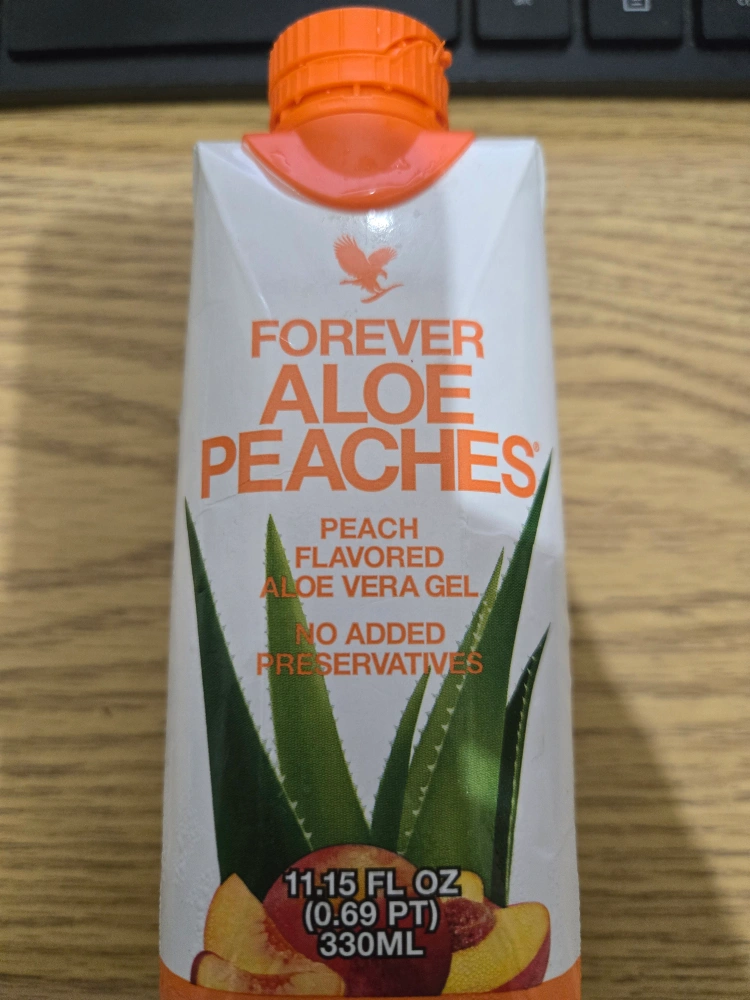 FOREVER
ALOE
PEACHES®
PEACH
FLAVORED
ALOE VERA GEL
NO ADDED
PRESERVATIVES
11.15 FL OZ
(0.69 PT)
330ML